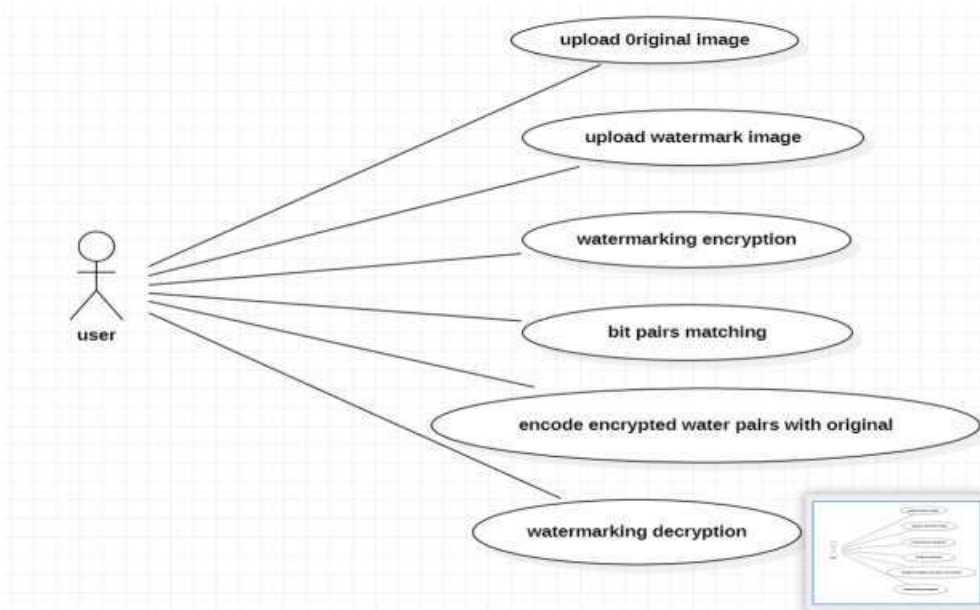 upload 0riginal image
upload watermark image
watermarking encryption
user
bit pairs matching
encode encrypted water pairs with original
watermarking decryption